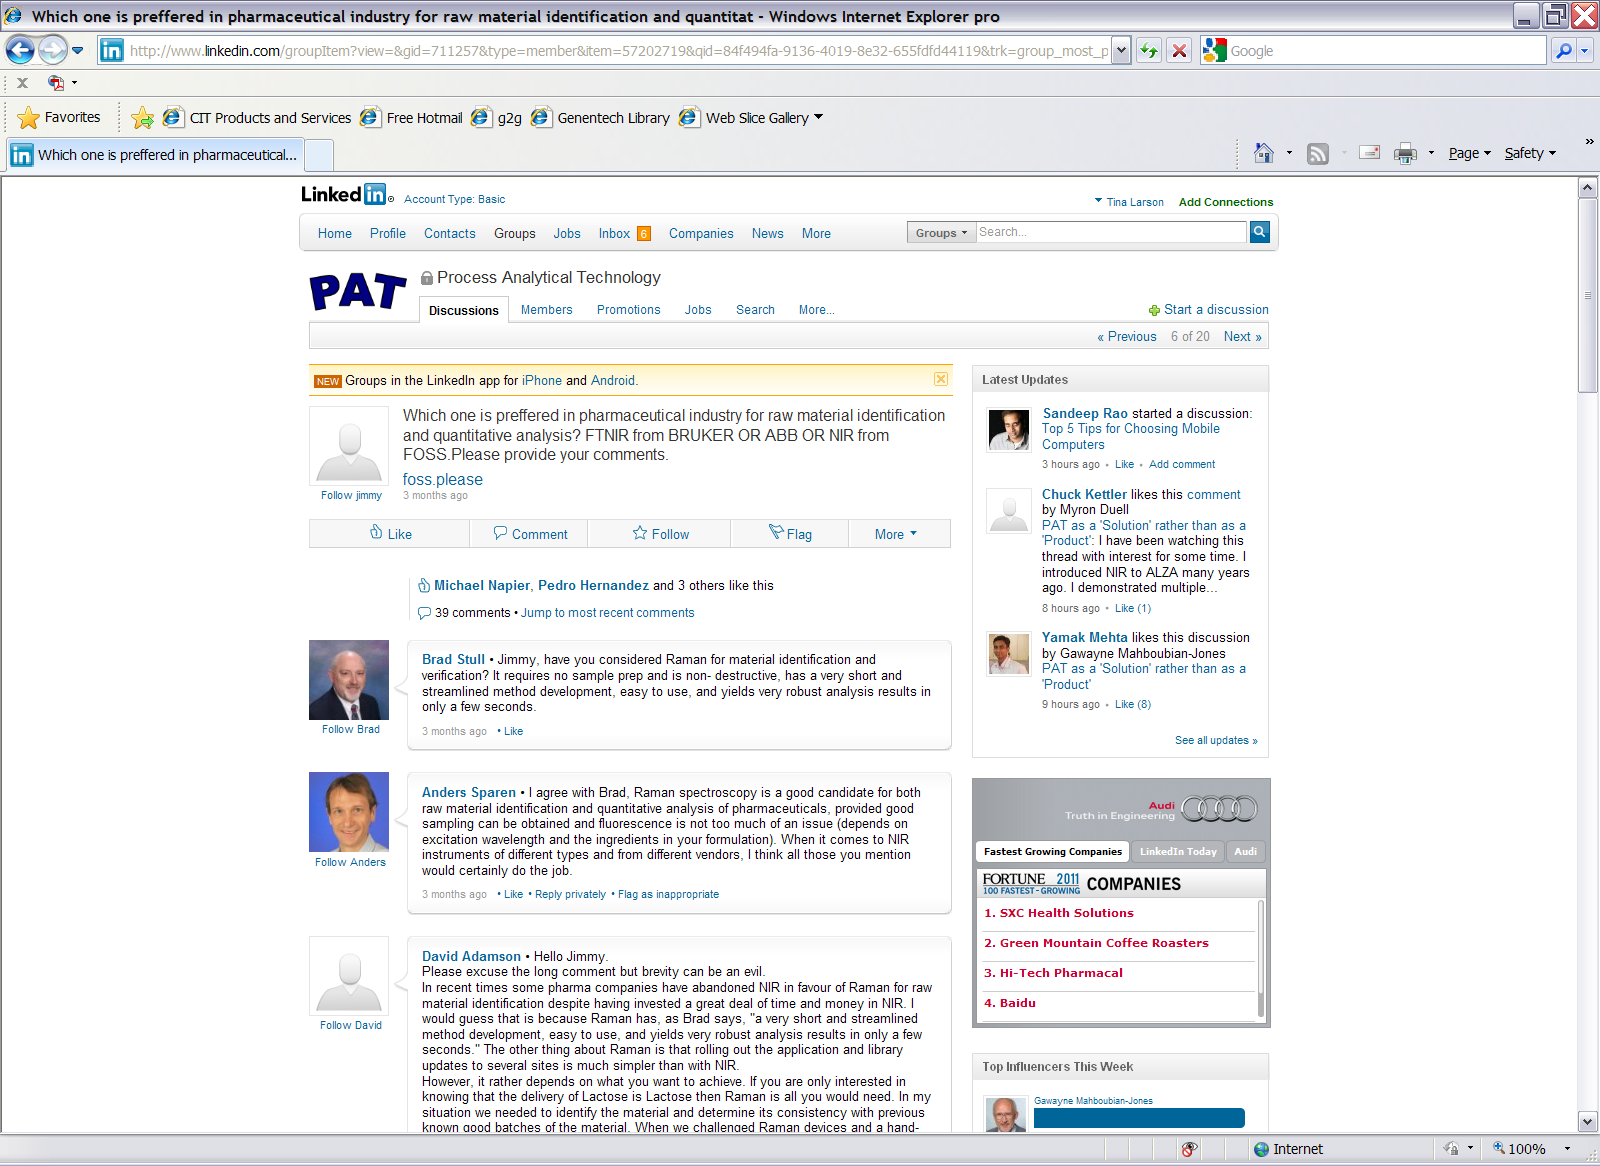 Which one is preffered in pharmaceutical industry for raw material identification and quantitat - Windows Internet Explorer pro
http://www.linkedin.com/groupItem?view=&gid=711257&type=member&item=57202719&qid=84f494fa-9136-4019-8e32-655fdfd44119&trk=group_most_p
Google
Favorites
CIT Products and Services
Free Hotmail
g2g
Genentech Library
Web Slice Gallery
Which one is preffered in pharmaceutical...
Page
Safety
Linked in
Account Type: Basic
Tina Larson
Add Connections
Home
Profile
Contacts
Groups
Jobs
Inbox 6
Companies
News
More
Groups
Search...
PAT
Process Analytical Technology
Discussions
Members
Promotions
Jobs
Search
More...
Start a discussion
« Previous
6 of 20
Next »
NEW Groups in the LinkedIn app for iPhone and Android.
Follow jimmy
Which one is preffered in pharmaceutical industry for raw material identification
and quantitative analysis? FTNIR from BRUKER OR ABB OR NIR from
FOSS.Please provide your comments.
foss.please
3 months ago
Like
Comment
Follow
Flag
More
Michael Napier, Pedro Hernandez and 3 others like this
39 comments • Jump to most recent comments
Follow Brad
Brad Stull • Jimmy, have you considered Raman for material identification and
verification? It requires no sample prep and is non- destructive, has a very short and
streamlined method development, easy to use, and yields very robust analysis results in
only a few seconds.
3 months ago • Like
Follow Anders
Anders Sparen • I agree with Brad, Raman spectroscopy is a good candidate for both
raw material identification and quantitative analysis of pharmaceuticals, provided good
sampling can be obtained and fluorescence is not too much of an issue (depends on
excitation wavelength and the ingredients in your formulation). When it comes to NIR
instruments of different types and from different vendors, I think all those you mention
would certainly do the job.
3 months ago • Like • Reply privately • Flag as inappropriate
Follow David
David Adamson • Hello Jimmy.
Please excuse the long comment but brevity can be an evil.
In recent times some pharma companies have abandoned NIR in favour of Raman for raw
material identification despite having invested a great deal of time and money in NIR. I
would guess that is because Raman has, as Brad says, "a very short and streamlined
method development, easy to use, and yields very robust analysis results in only a few
seconds." The other thing about Raman is that rolling out the application and library
updates to several sites is much simpler than with NIR.
However, it rather depends on what you want to achieve. If you are only interested in
knowing that the delivery of Lactose is Lactose then Raman is all you would need. In my
situation we needed to identify the material and determine its consistency with previous
known good batches of the material. When we challenged Raman devices and a hand-
Latest Updates
Sandeep Rao started a discussion:
Top 5 Tips for Choosing Mobile
Computers
3 hours ago • Like • Add comment
Chuck Kettler likes this comment
by Myron Duell
PAT as a 'Solution' rather than as a
'Product': I have been watching this
thread with interest for some time. I
introduced NIR to ALZA many years
ago. I demonstrated multiple...
8 hours ago • Like (1)
Yamak Mehta likes this discussion
by Gawayne Mahboubian-Jones
PAT as a 'Solution' rather than as a
'Product'
9 hours ago • Like (8)
See all updates »
Audi
Truth in Engineering
Fastest Growing Companies
LinkedIn Today
Audi
FORTUNE 2011
100 FASTEST-GROWING
COMPANIES
1. SXC Health Solutions
2. Green Mountain Coffee Roasters
3. Hi-Tech Pharmacal
4. Baidu
Top Influencers This Week
Gawayne Mahboubian-Jones
Internet
100%